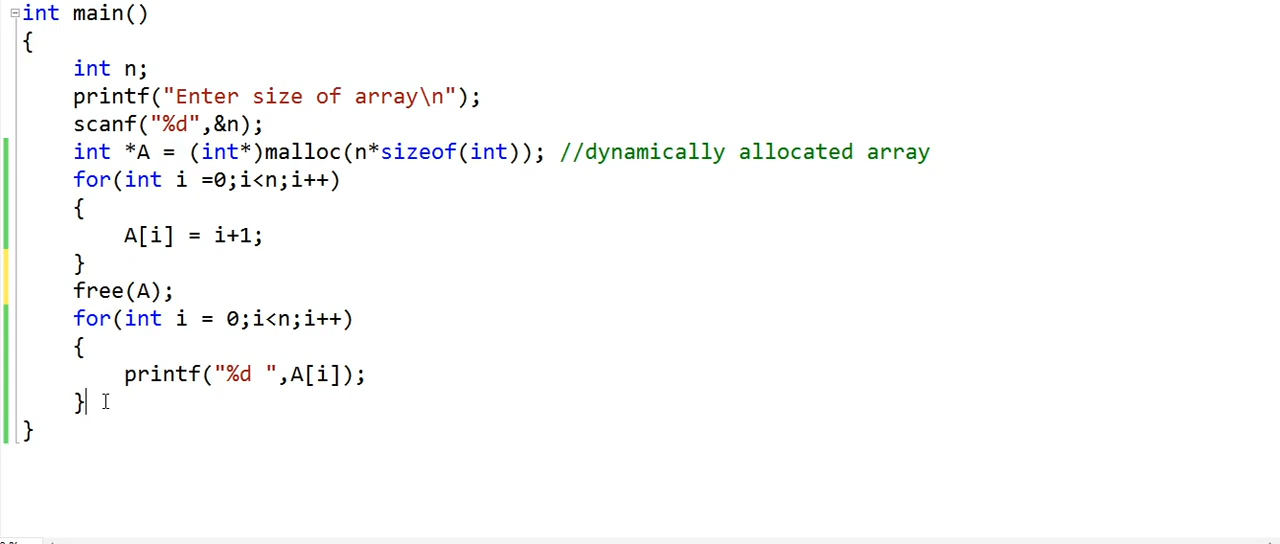 int main()
{
int n;
printf("Enter size of array\n");
scanf("%d",&n);
int *A = (int*)malloc(n*sizeof(int)); //dynamically allocated array
for(int i =0;i<n;i++)
{
A[i] = i+1;
}
free(A);
for(int i = 0;i<n;i++)
{
printf("%d ",A[i]);
}
}